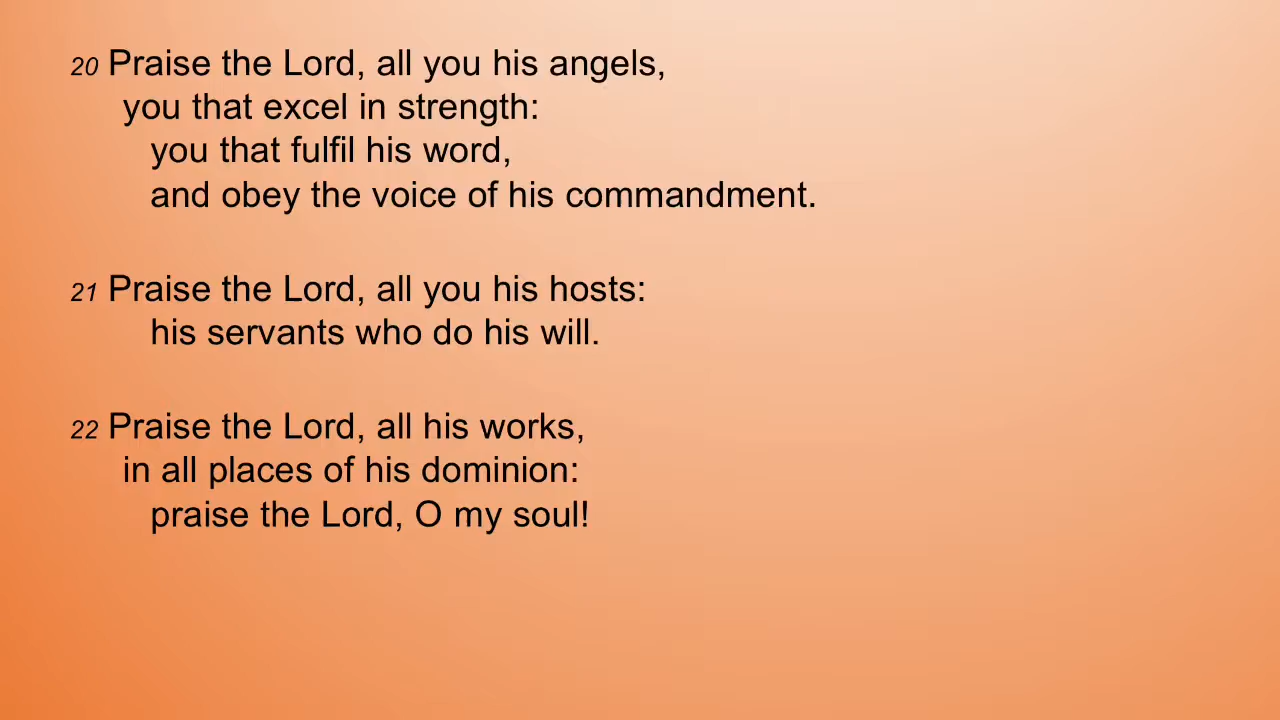 20 Praise the Lord, all you his angels,
you that excel in strength:
you that fulfil his word,
and obey the voice of his commandment.
21 Praise the Lord, all you his hosts:
his servants who do his will.
22 Praise the Lord, all his works,
in all places of his dominion:
praise the Lord, O my soul!